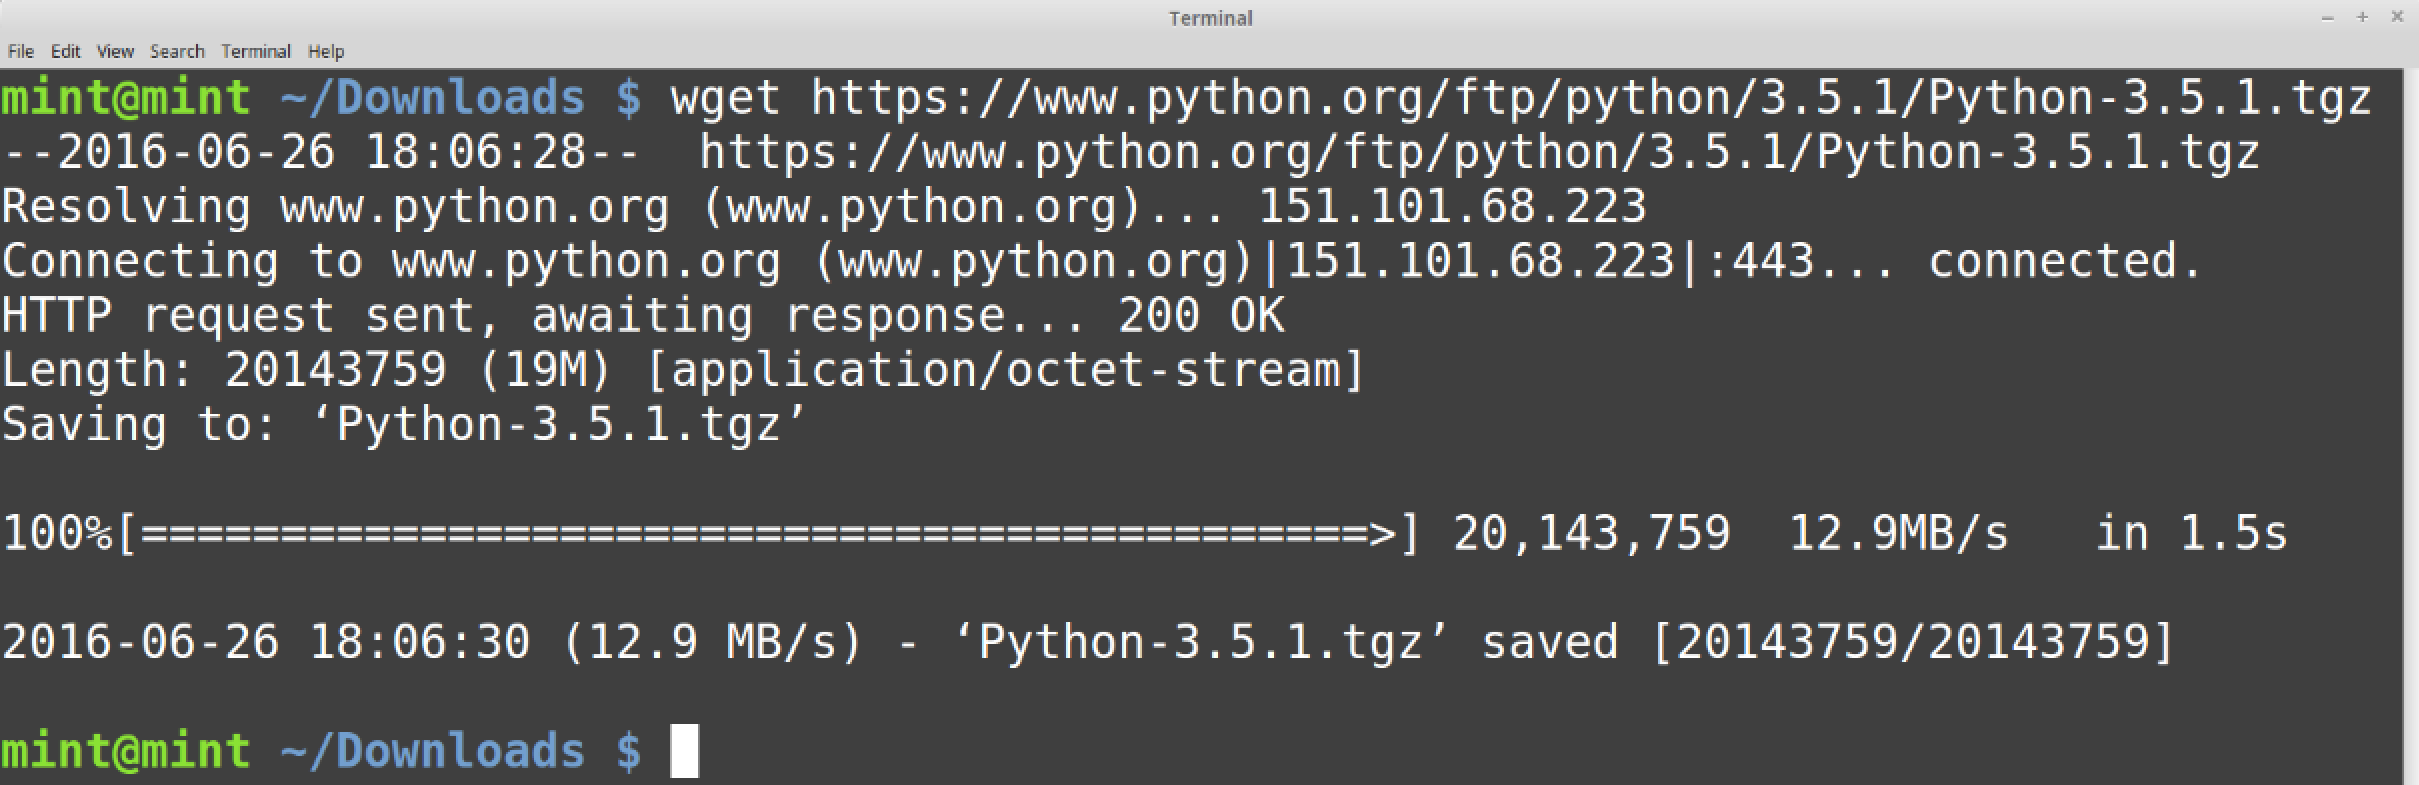 Terminal
File Edit View Search Terminal Help
mint@mint ~/Downloads $ wget https://www.python.org/ftp/python/3.5.1/Python-3.5.1.tgz
--2016-06-26 18:06:28--  https://www.python.org/ftp/python/3.5.1/Python-3.5.1.tgz
Resolving www.python.org (www.python.org)... 151.101.68.223
Connecting to www.python.org (www.python.org)|151.101.68.223|:443... connected.
HTTP request sent, awaiting response... 200 OK
Length: 20143759 (19M) [application/octet-stream]
Saving to: ‘Python-3.5.1.tgz’
100%[============================================>] 20,143,759  12.9MB/s   in 1.5s
2016-06-26 18:06:30 (12.9 MB/s) - ‘Python-3.5.1.tgz’ saved [20143759/20143759]
mint@mint ~/Downloads $